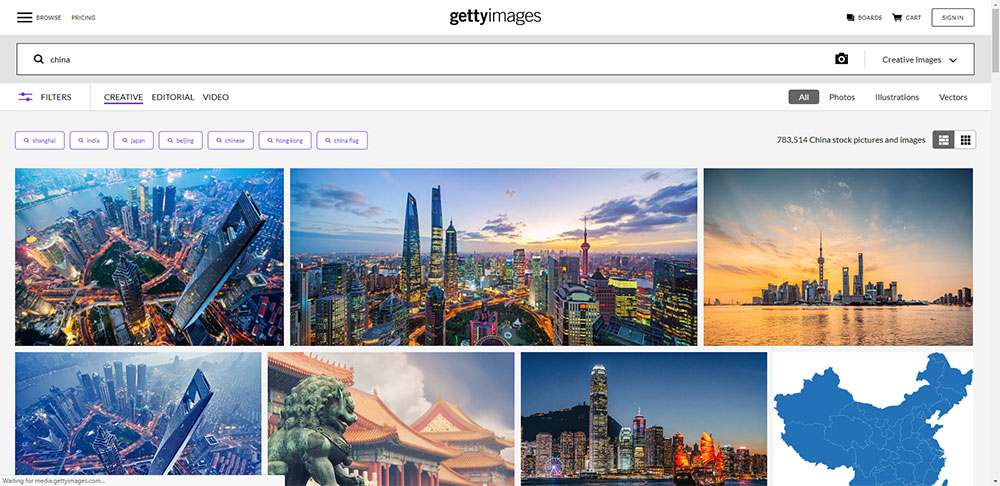 BROWSE PRICING gettyimages BOARDS CART SIGN IN
china Creative Images
FILTERS CREATIVE EDITORIAL VIDEO All Photos Illustrations Vectors
shanghai india japan beijing chinese hong kong china flag 783,514 China stock pictures and images
Waiting for media.gettyimages.com...